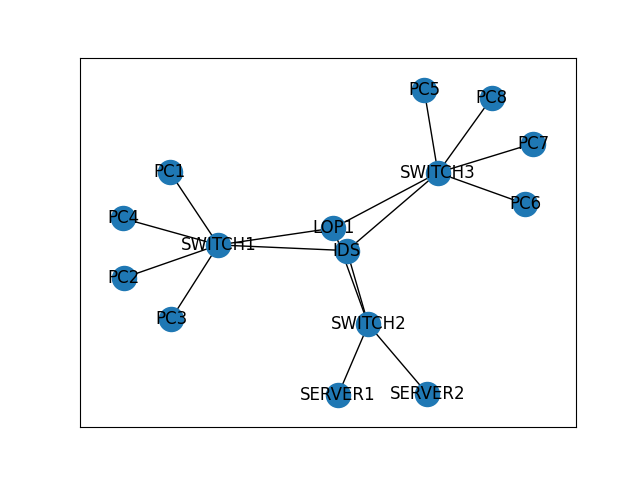 PC5
PC8
PC7
SWITCH3
PC1
PC6
PC4
LOP1
SWITCH1
IDS
PC2
PC3
SWITCH2
SERVER1
SERVER2